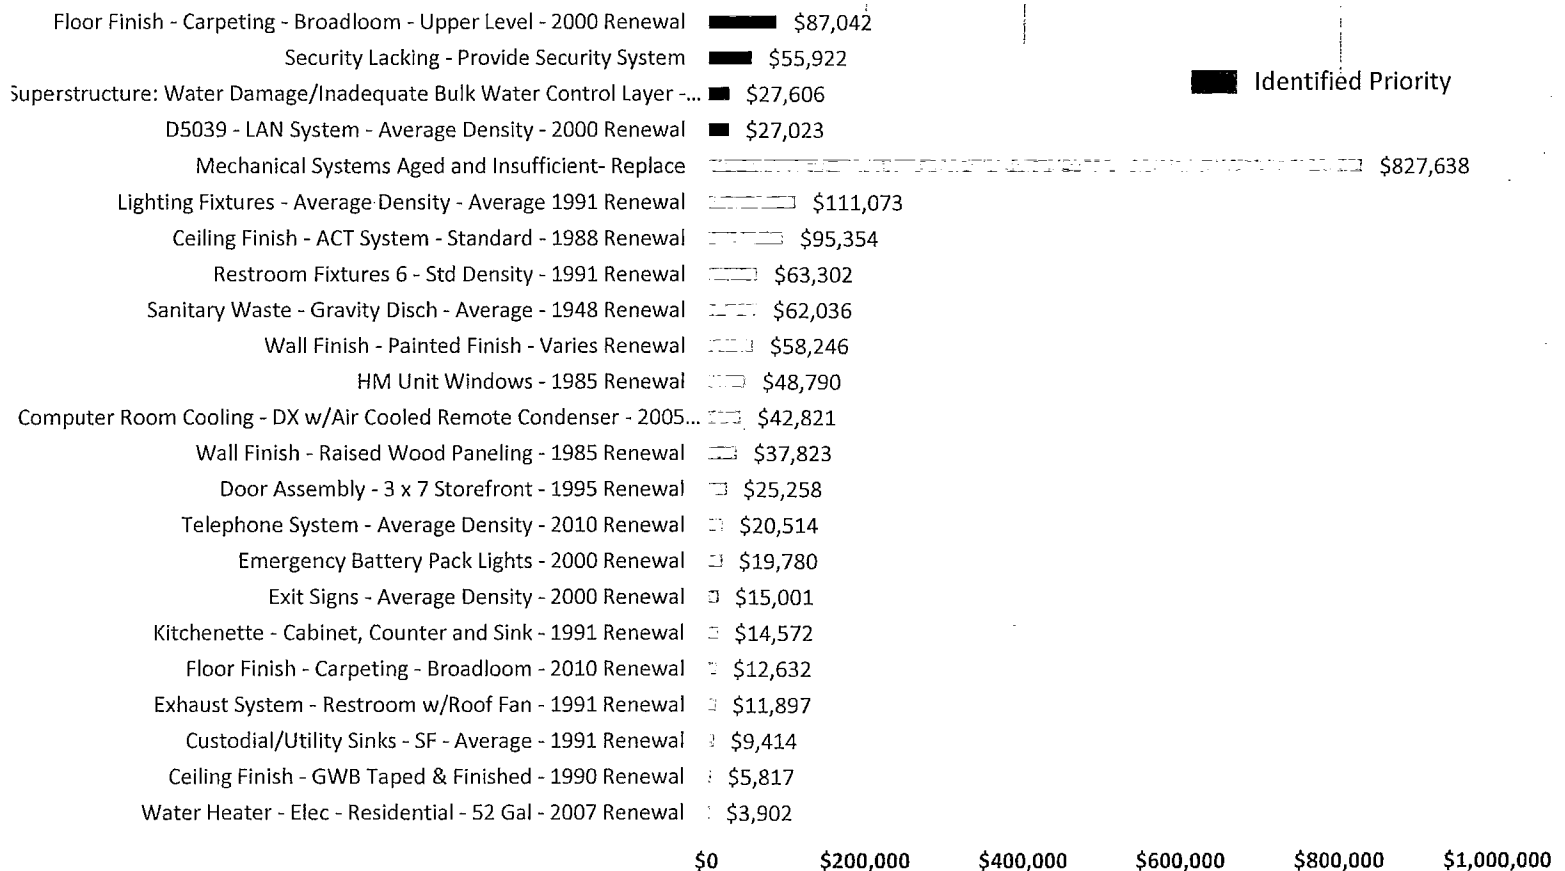 Floor Finish - Carpeting - Broadloom - Upper Level - 2000 Renewal $87,042
Security Lacking - Provide Security System $55,922
Identified Priority
Superstructure: Water Damage/Inadequate Bulk Water Control Layer -... $27,606
D5039 - LAN System - Average Density - 2000 Renewal $27,023
Mechanical Systems Aged and Insufficient- Replace $827,638
Lighting Fixtures - Average Density - Average 1991 Renewal $111,073
Ceiling Finish - ACT System - Standard - 1988 Renewal $95,354
Restroom Fixtures 6 - Std Density - 1991 Renewal $63,302
Sanitary Waste - Gravity Disch - Average - 1948 Renewal $62,036
Wall Finish - Painted Finish - Varies Renewal $58,246
HM Unit Windows - 1985 Renewal $48,790
Computer Room Cooling - DX w/Air Cooled Remote Condenser - 2005... $42,821
Wall Finish - Raised Wood Paneling - 1985 Renewal $37,823
Door Assembly - 3 x 7 Storefront - 1995 Renewal $25,258
Telephone System - Average Density - 2010 Renewal $20,514
Emergency Battery Pack Lights - 2000 Renewal $19,780
Exit Signs - Average Density - 2000 Renewal $15,001
Kitchenette - Cabinet, Counter and Sink - 1991 Renewal $14,572
Floor Finish - Carpeting - Broadloom - 2010 Renewal $12,632
Exhaust System - Restroom w/Roof Fan - 1991 Renewal $11,897
Custodial/Utility Sinks - SF - Average - 1991 Renewal $9,414
Ceiling Finish - GWB Taped & Finished - 1990 Renewal $5,817
Water Heater - Elec - Residential - 52 Gal - 2007 Renewal $3,902
$0 $200,000 $400,000 $600,000 $800,000 $1,000,000